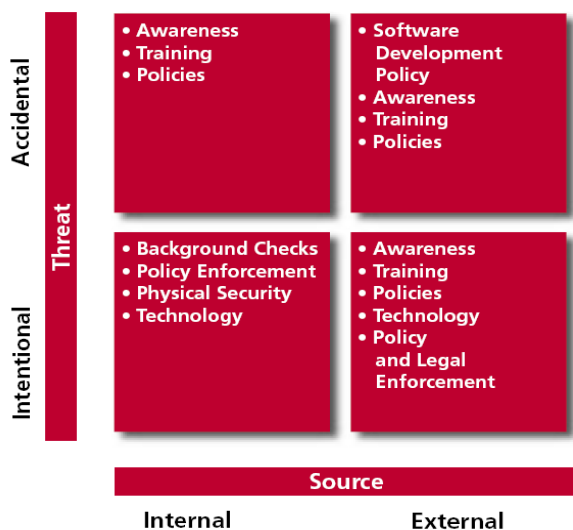 Accidental
• Awareness
• Training
• Policies
• Software
Development
Policy
• Awareness
• Training
• Policies
Threat
Intentional
• Background Checks
• Policy Enforcement
• Physical Security
• Technology
• Awareness
• Training
• Policies
• Technology
• Policy
and Legal
Enforcement
Source
Internal
External